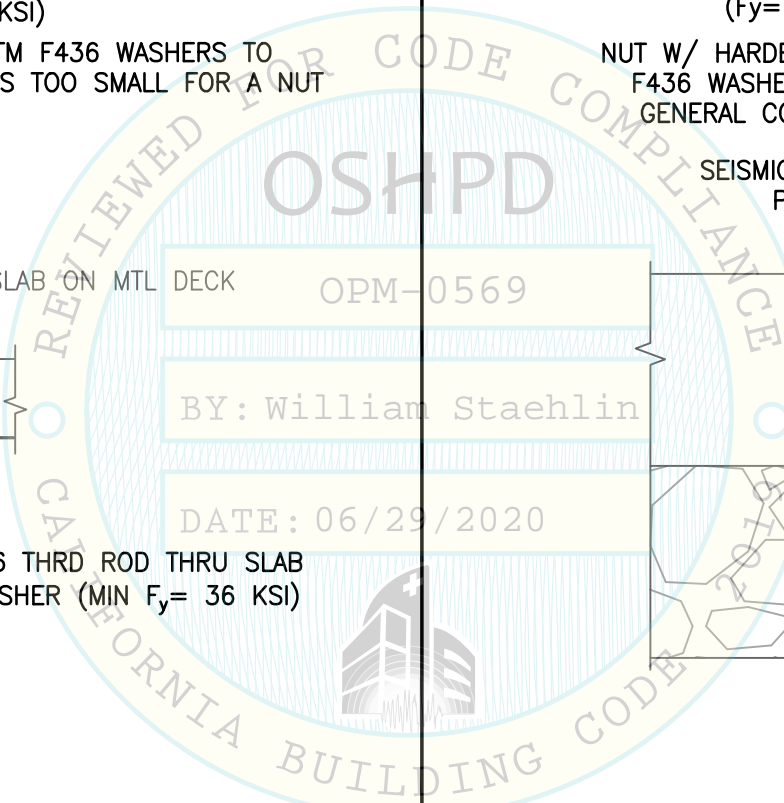 KSI)
TM F436 WASHERS TO
S TOO SMALL FOR A NUT
SLAB ON MTL DECK
6 THRD ROD THRU SLAB
SHER (MIN Fy= 36 KSI)
(Fy=
NUT W/ HARDE
F436 WASHE
GENERAL CO
SEISMIC
P
REVIEWED FOR CODE COMPLIANCE
OSHPD
OPM-0569
BY: William Staehlin
DATE: 06/29/2020
CALIFORNIA BUILDING CODE 2019